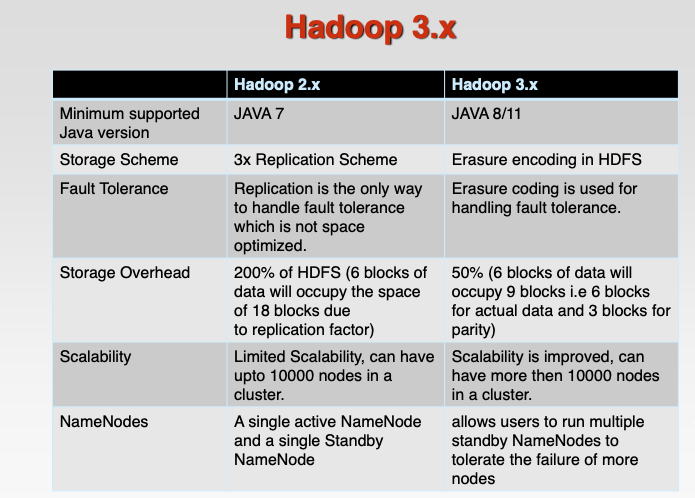 Hadoop 3.x
Hadoop 2.x
Hadoop 3.x
Minimum supported
Java version
JAVA 7
JAVA 8/11
Storage Scheme
3x Replication Scheme
Erasure encoding in HDFS
Fault Tolerance
Replication is the only way
to handle fault tolerance
which is not space
optimized.
Erasure coding is used for
handling fault tolerance.
Storage Overhead
200% of HDFS (6 blocks of
data will occupy the space
of 18 blocks due
to replication factor)
50% (6 blocks of data will
occupy 9 blocks i.e 6 blocks
for actual data and 3 blocks for
parity)
Scalability
Limited Scalability, can have
upto 10000 nodes in a
cluster.
Scalability is improved, can
have more then 10000 nodes
in a cluster.
NameNodes
A single active NameNode
and a single Standby
NameNode
allows users to run multiple
standby NameNodes to
tolerate the failure of more
nodes